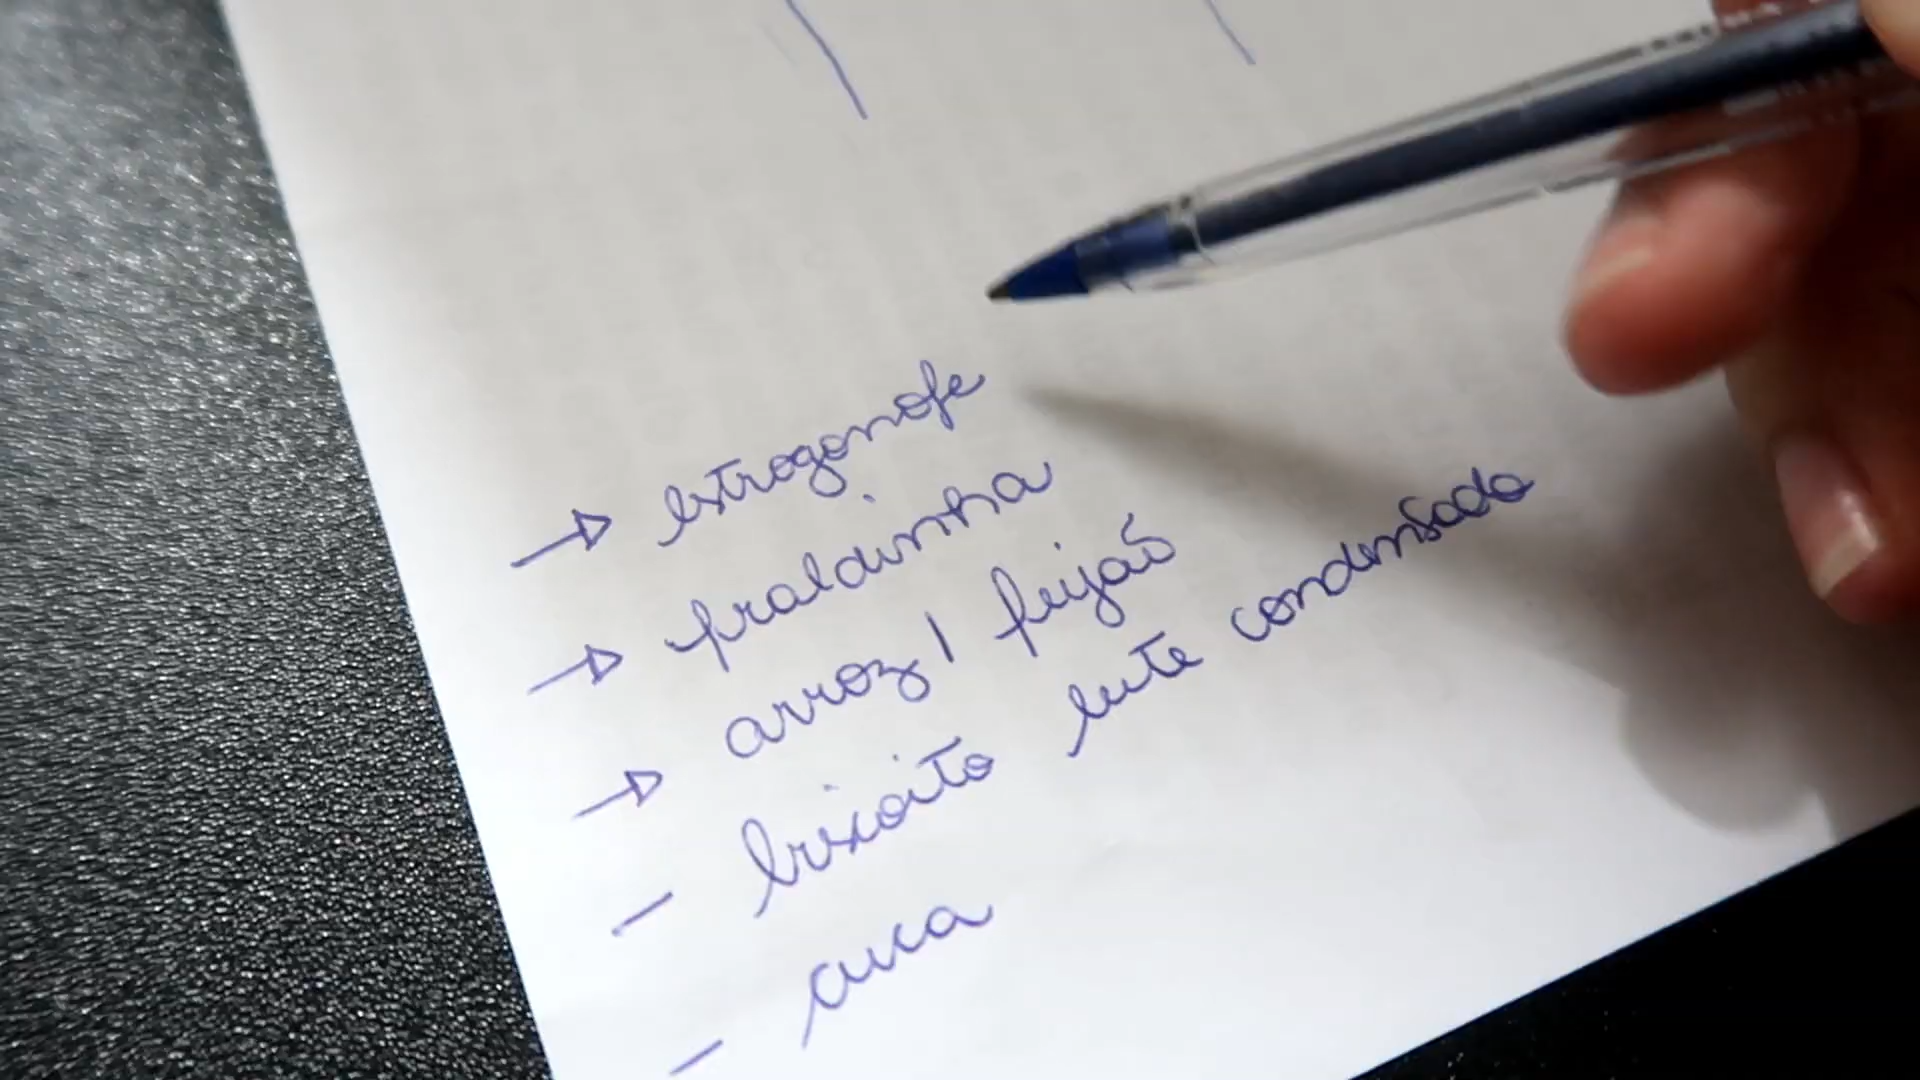 → estrogonofe
→ fraldinha
→ arroz / feijão
- biscoito leite condensado
-